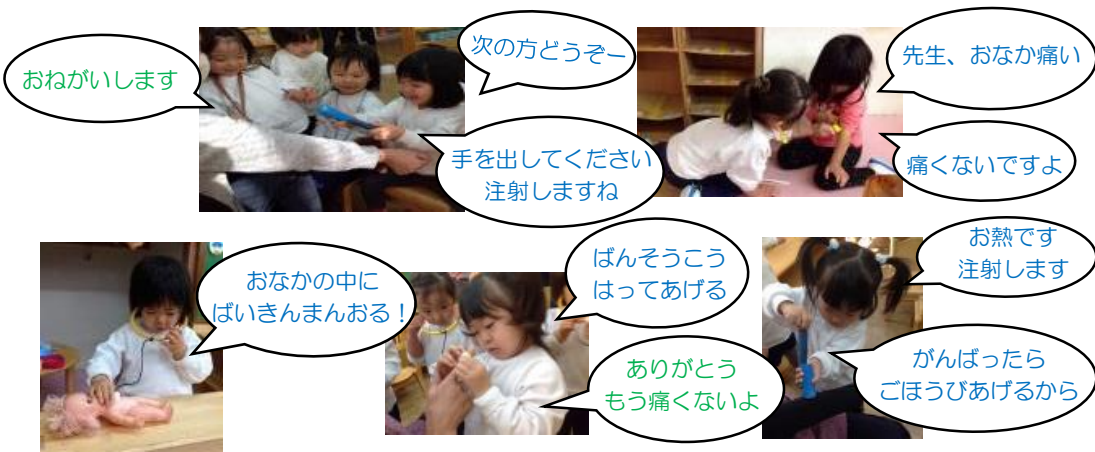 おねがいします
次の方どうぞー
手を出してください
注射しますね
先生、おなか痛い
痛くないですよ
おなかの中に
ばいきんまんおる！
ばんそうこう
はってあげる
ありがとう
もう痛くないよ
お熱です
注射します
がんばったら
ごほうびあげるから